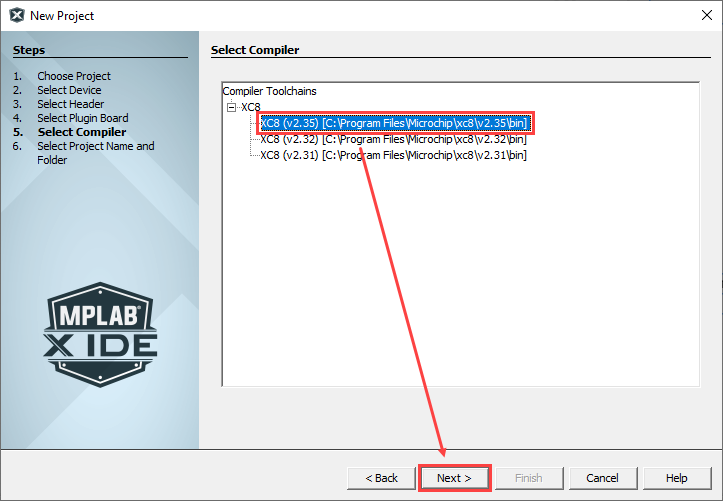 New Project
Steps
1. Choose Project
2. Select Device
3. Select Header
4. Select Plugin Board
5. Select Compiler
6. Select Project Name and
Folder
MPLAB®
X IDE
Select Compiler
Compiler Toolchains
XC8
XC8 (v2.35) [C:\Program Files\Microchip\xc8\v2.35\bin]
XC8 (v2.32) [C:\Program Files\Microchip\xc8\v2.32\bin]
XC8 (v2.31) [C:\Program Files\Microchip\xc8\v2.31\bin]
< Back
Next >
Finish
Cancel
Help